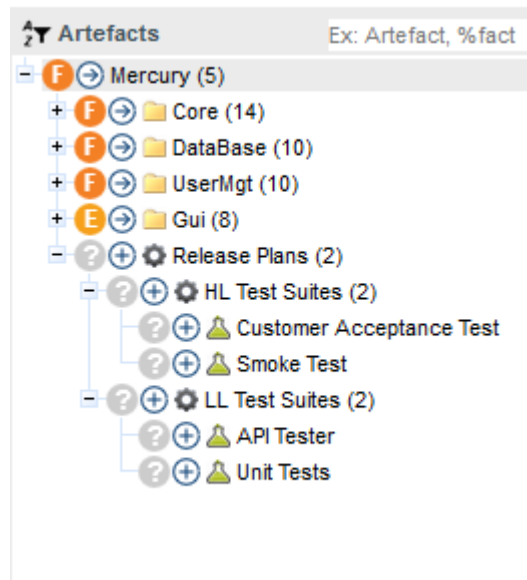 Artefacts Ex: Artefact, %fact
F Mercury (5)
F Core (14)
F DataBase (10)
F UserMgt (10)
E Gui (8)
? Release Plans (2)
? HL Test Suites (2)
? Customer Acceptance Test
? Smoke Test
? LL Test Suites (2)
? API Tester
? Unit Tests